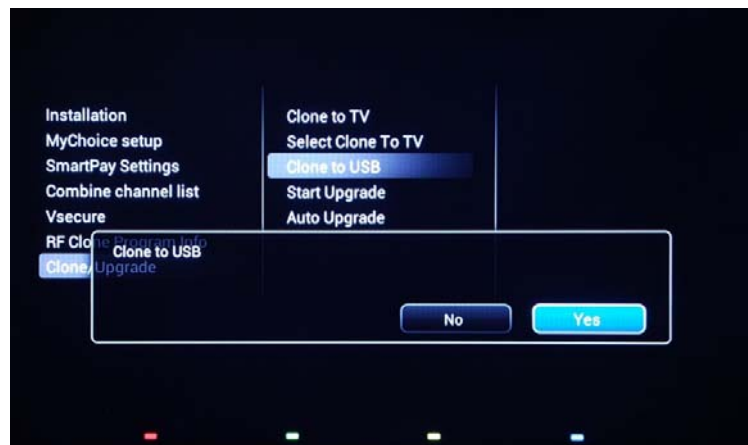 Installation
MyChoice setup
SmartPay Settings
Combine channel list
Vsecure
RF Clone Program Info
Clone/Upgrade
Clone to TV
Select Clone To TV
Clone to USB
Start Upgrade
Auto Upgrade
Clone to USB
No
Yes